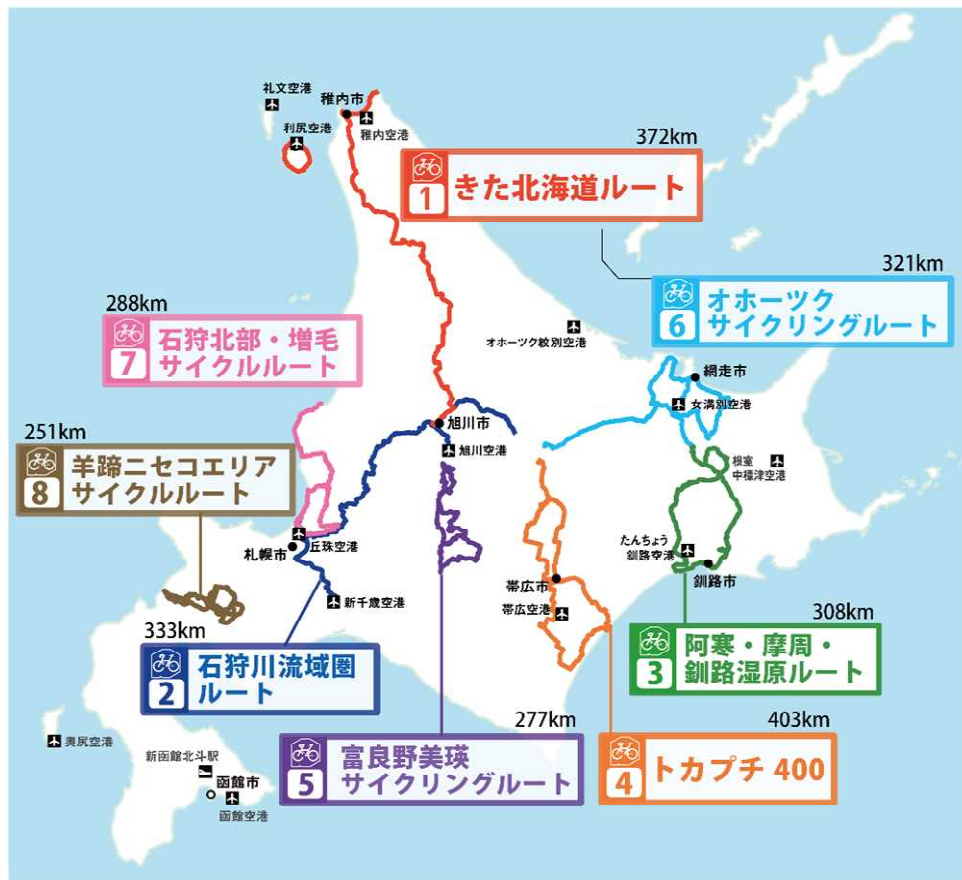 礼文空港
稚内市
稚内空港
利尻空港
372km
1
きた北海道ルート
321km
6
オホーツク
サイクリングルート
288km
7
石狩北部・増毛
サイクルルート
オホーツク紋別空港
網走市
女満別空港
旭川市
旭川空港
251km
8
羊蹄ニセコエリア
サイクルルート
根室
中標津空港
札幌市
丘珠空港
たんちょう
釧路空港
釧路市
新千歳空港
帯広市
帯広空港
333km
2
石狩川流域圏
ルート
308km
3
阿寒・摩周・
釧路湿原ルート
277km
5
富良野美瑛
サイクリングルート
403km
4
トカプチ 400
奥尻空港
新函館北斗駅
函館市
函館空港